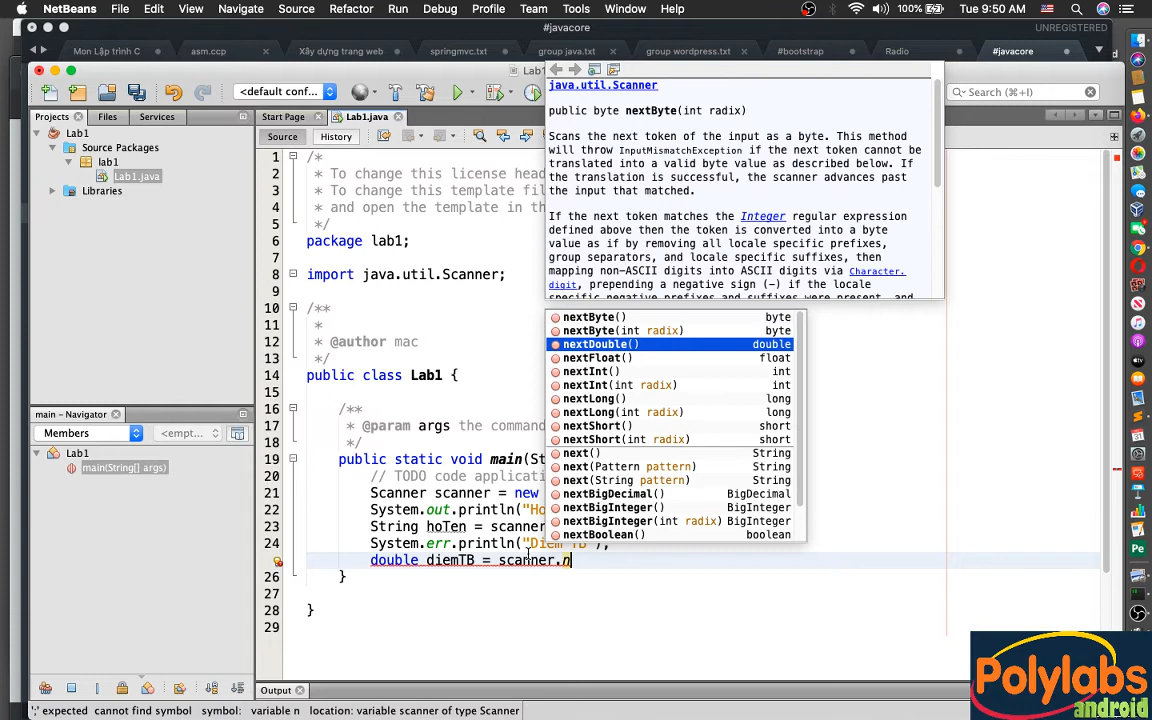 NetBeans File Edit View Navigate Source Refactor Run Debug Profile Team Tools Window Help 100% Tue 9:50 AM
#javacore UNREGISTERED
Mon Lập trình C asm.ccp Xây dựng trang web springmvc.txt group java.txt group wordpress.txt #bootstrap Radio #javacore
Lab1
<default conf... Search (⌘+I)
Projects Files Services Start Page Lab1.java
Source History
Lab1
Source Packages
lab1
Lab1.java
Libraries
java.util.Scanner
public byte nextByte(int radix)
Scans the next token of the input as a byte. This method
will throw InputMismatchException if the next token cannot be
translated into a valid byte value as described below. If
the translation is successful, the scanner advances past
the input that matched.
If the next token matches the Integer regular expression
defined above then the token is converted into a byte
value as if by removing all locale specific prefixes,
group separators, and locale specific suffixes, then
mapping non-ASCII digits into ASCII digits via Character.
digit, prepending a negative sign (-) if the locale
specific negative prefixes and suffixes were present, and
1 /*
2 * To change this license head
3 * To change this template fil
4 * and open the template in th
5 */
6 package lab1;
7
8 import java.util.Scanner;
9
10 /**
11 *
12 * @author mac
13 */
14 public class Lab1 {
15
16 /**
17 * @param args the command
18 */
19 public static void main(St
20 // TODO code applicati
21 Scanner scanner = new
22 System.out.println("Ho
23 String hoTen = scanner
24 System.err.println("Diem TB");
double diemTB = scanner.n
26 }
27
28 }
29
nextByte() byte
nextByte(int radix) byte
nextDouble() double
nextFloat() float
nextInt() int
nextInt(int radix) int
nextLong() long
nextLong(int radix) long
nextShort() short
nextShort(int radix) short
next() String
next(Pattern pattern) String
next(String pattern) String
nextBigDecimal() BigDecimal
nextBigInteger() BigInteger
nextBigInteger(int radix) BigInteger
nextBoolean() boolean
main - Navigator
Members <empt...
Lab1
main(String[] args)
Output
';' expected cannot find symbol symbol: variable n location: variable scanner of type Scanner
Polylabs
android